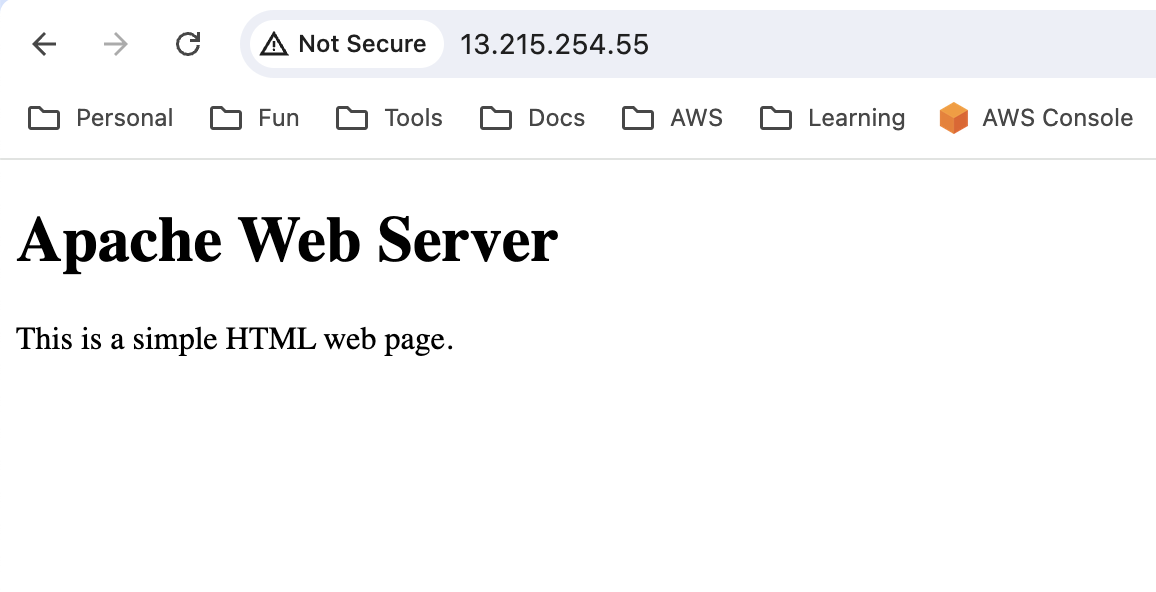 Not Secure 13.215.254.55
Personal Fun Tools Docs AWS Learning AWS Console
Apache Web Server
This is a simple HTML web page.